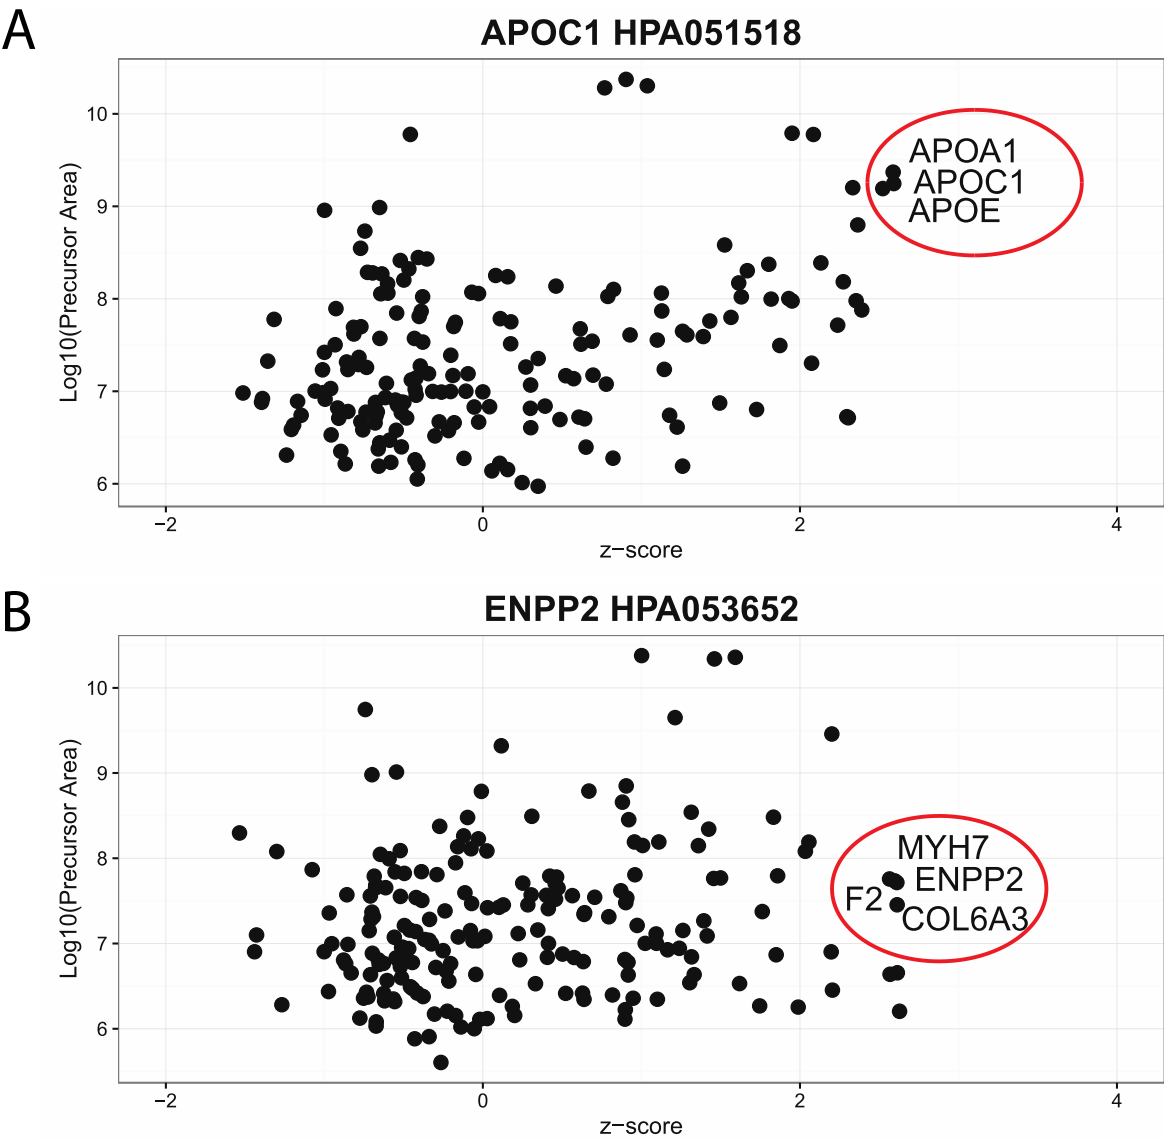 A
APOC1 HPA051518
Log10(Precursor Area)
10
9
8
7
6
APOA1
APOC1
APOE
−2
0
2
4
z−score
B
ENPP2 HPA053652
Log10(Precursor Area)
10
9
8
7
6
MYH7
ENPP2
F2
COL6A3
−2
0
2
4
z−score